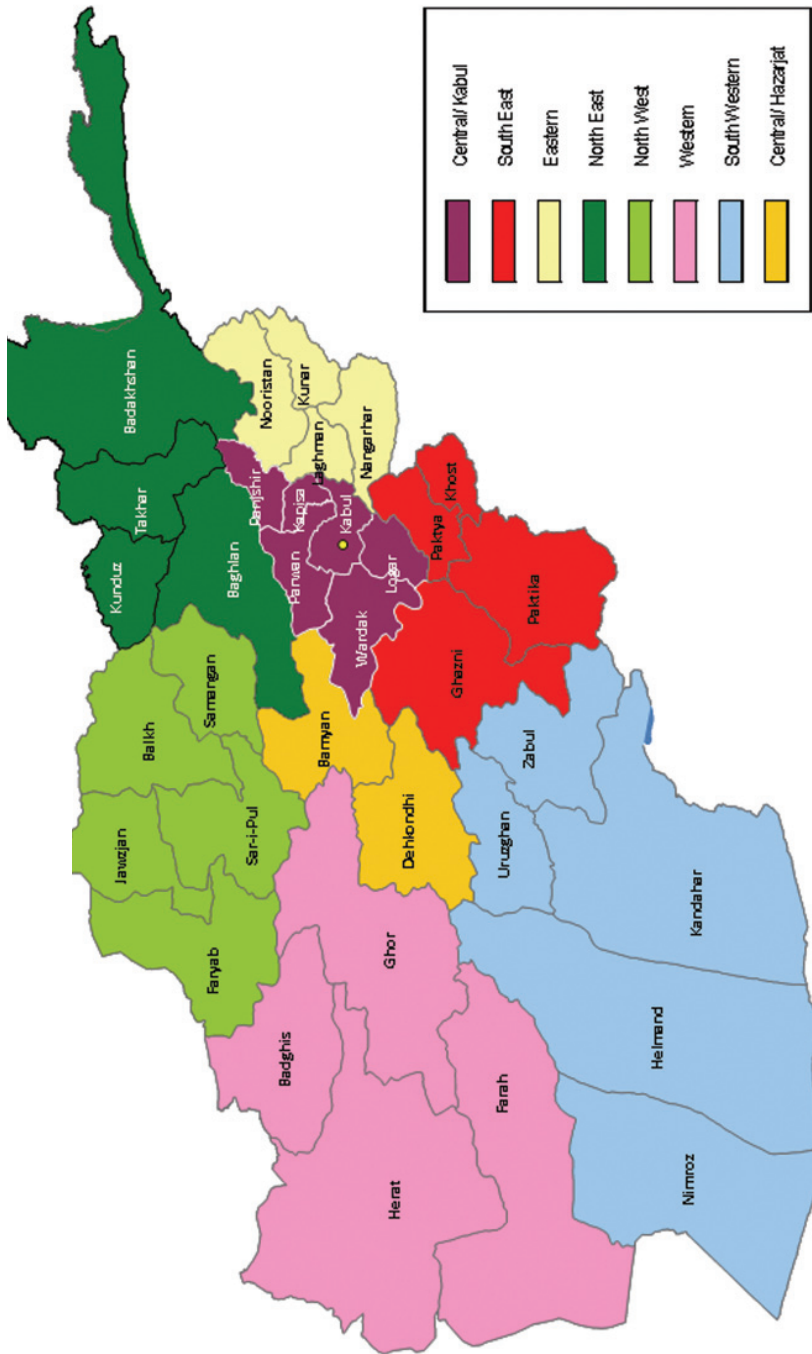 Badakhshan
Takhar
Kunduz
Baghlan
Balkh
Samangan
Jawzjan
Sar-i-Pul
Faryab
Badghis
Herat
Ghor
Farah
Nooristan
Kunar
Laghman
Nangarhar
Panjshir
Kapisa
Kabul
Parwan
Logar
Wardak
Bamyan
Dehkondhi
Khost
Paktya
Paktika
Ghazni
Zabul
Uruzghan
Kandahar
Helmand
Nimroz
Central/ Kabul
South East
Eastern
North East
North West
Western
South Western
Central/ Hazarjat